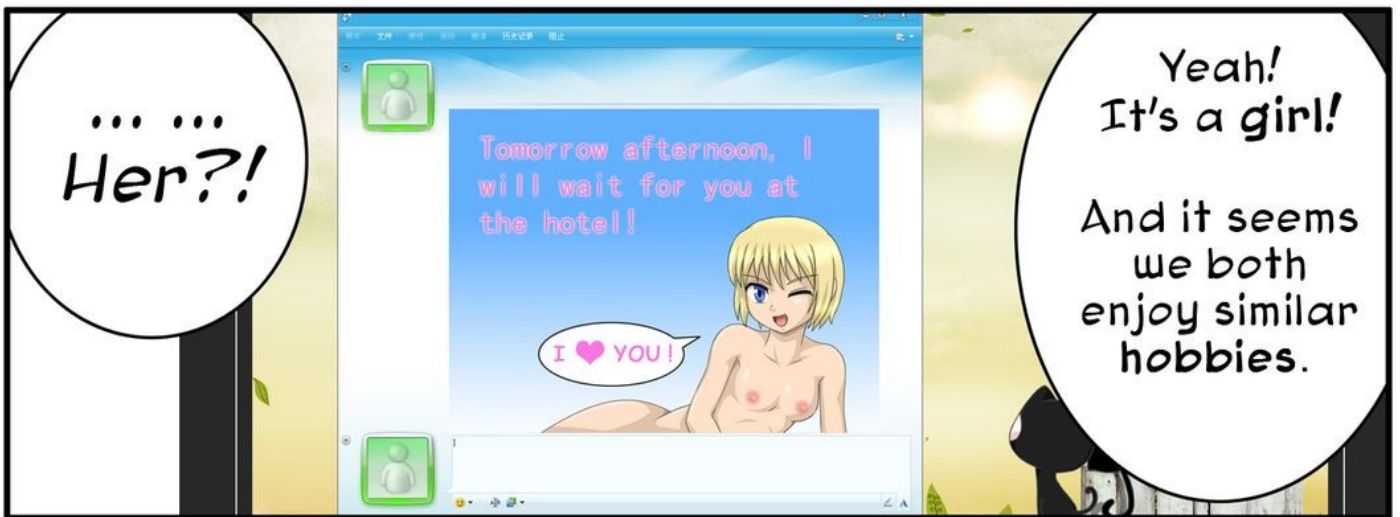 ... ...
Her?!
文件
历史记录
阻止
Tomorrow afternoon, I
will wait for you at
the hotel!
I ♥ YOU!
A
Yeah!
It's a girl!
And it seems
we both
enjoy similar
hobbies.